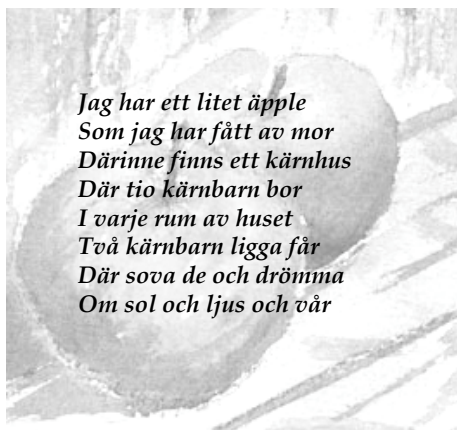 Jag har ett litet äpple
Som jag har fått av mor
Därinne finns ett kärnhus
Där tio kärnbarn bor
I varje rum av huset
Två kärnbarn ligga får
Där sova de och drömma
Om sol och ljus och vår